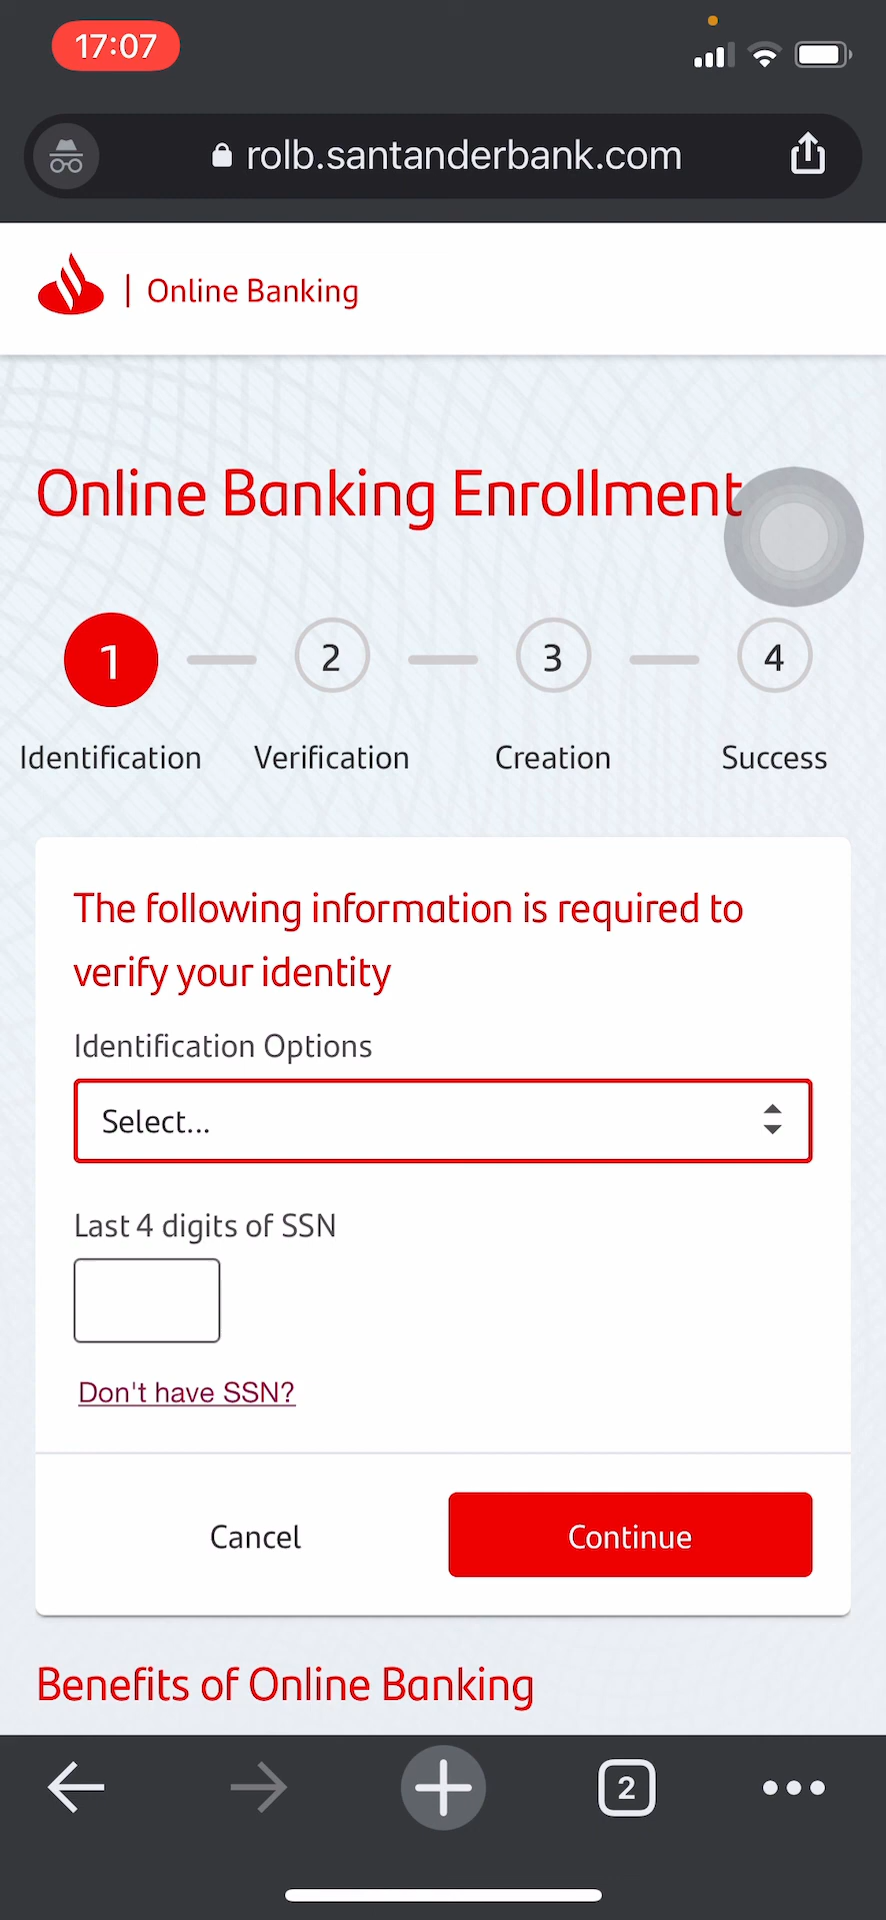 17:07
rolb.santanderbank.com
| Online Banking
Online Banking Enrollment
1 2 3 4
Identification Verification Creation Success
The following information is required to
verify your identity
Identification Options
Select...
Last 4 digits of SSN
Don't have SSN?
Cancel Continue
Benefits of Online Banking
2